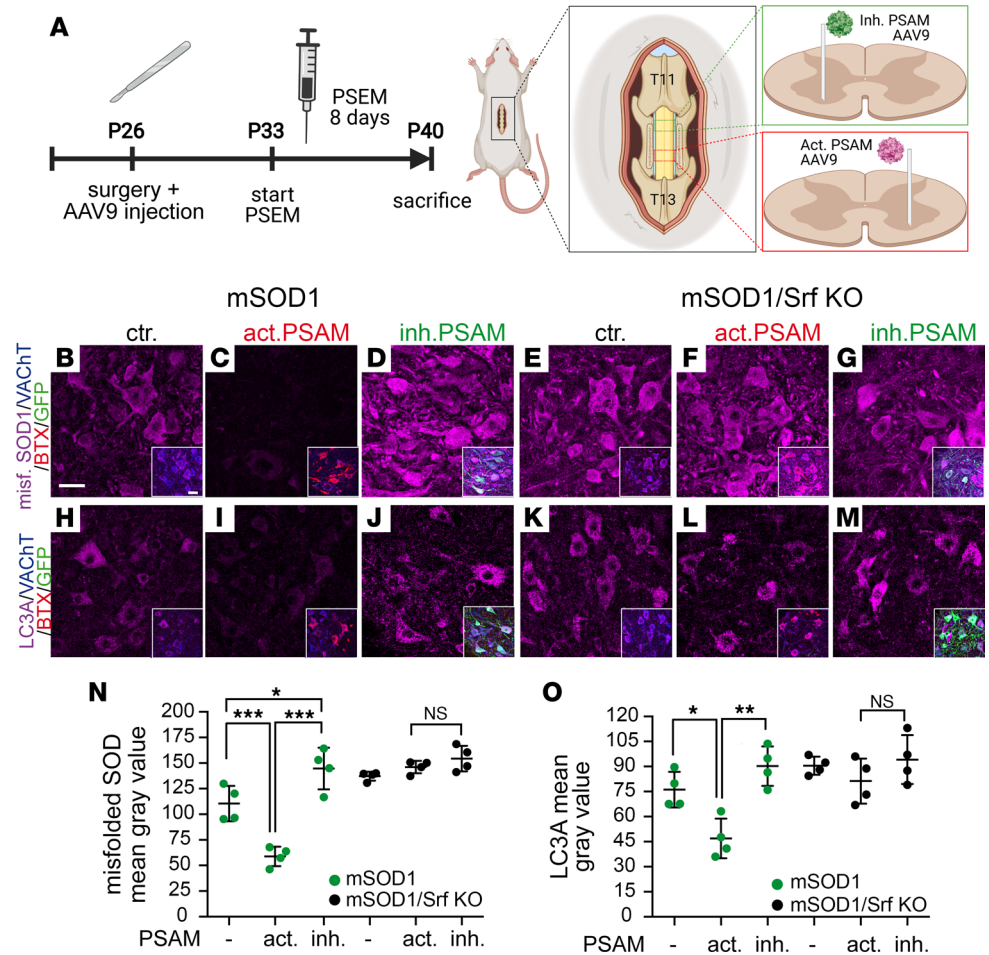 A
P26
P33
PSEM
8 days
P40
surgery +
AAV9 injection
start
PSEM
sacrifice
T11
T13
Inh. PSAM
AAV9
Act. PSAM
AAV9
mSOD1
mSOD1/Srf KO
ctr.
act.PSAM
inh.PSAM
ctr.
act.PSAM
inh.PSAM
misf. SOD1/VAChT
/BTX/GFP
B
C
D
E
F
G
LC3A/VAChT
/BTX/GFP
H
I
J
K
L
M
N
misfolded SOD
mean gray value
200
175
150
125
100
75
50
25
0
*
*** ***
NS
mSOD1
mSOD1/Srf KO
PSAM - act. inh. - act. inh.
O
LC3A mean
gray value
120
105
90
75
60
45
30
15
0
* **
NS
mSOD1
mSOD1/Srf KO
PSAM - act. inh. - act. inh.